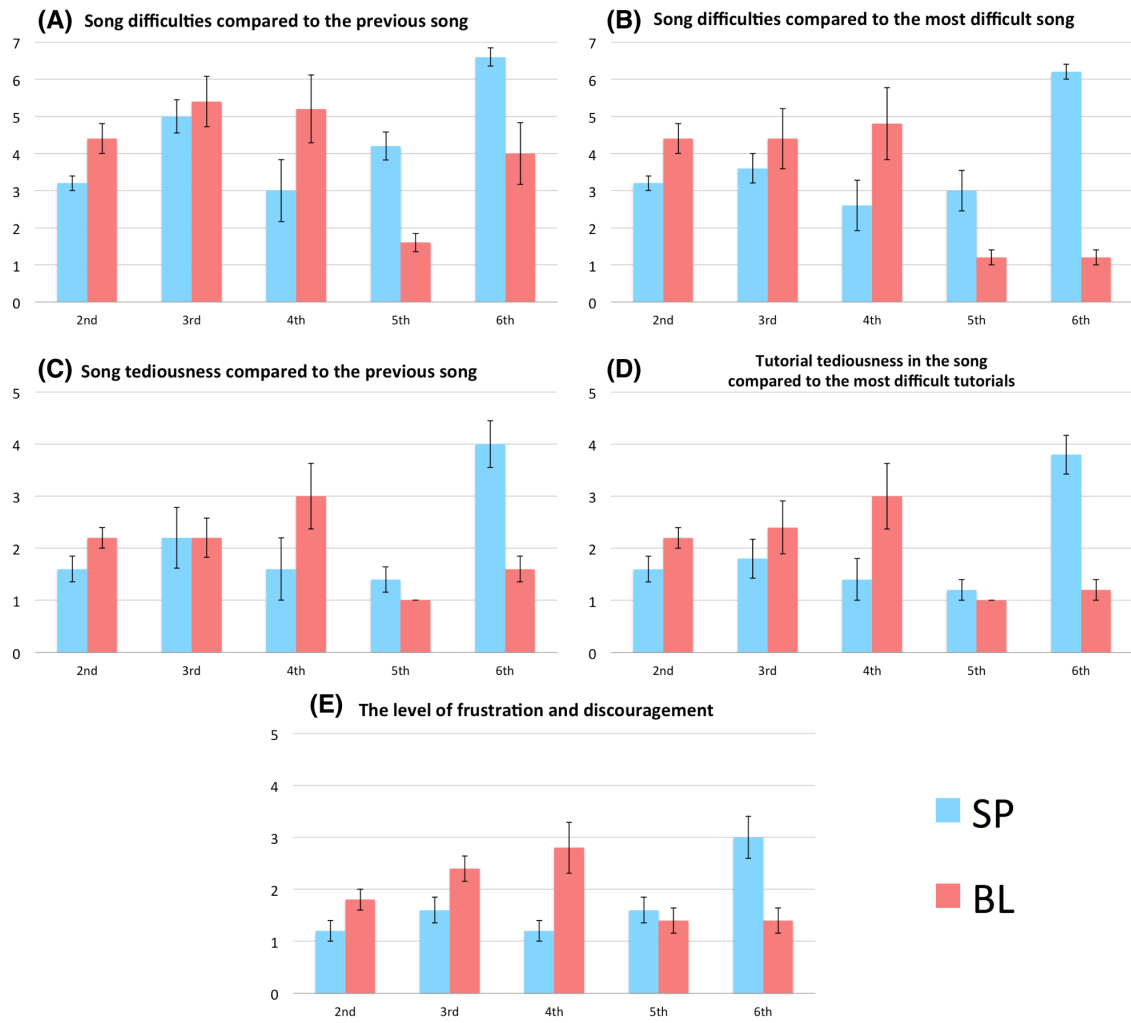 (A) Song difficulties compared to the previous song
7
6
5
4
3
2
1
0
2nd 3rd 4th 5th 6th
(B) Song difficulties compared to the most difficult song
7
6
5
4
3
2
1
0
2nd 3rd 4th 5th 6th
(C) Song tediousness compared to the previous song
5
4
3
2
1
0
2nd 3rd 4th 5th 6th
(D) Tutorial tediousness in the song
compared to the most difficult tutorials
5
4
3
2
1
0
2nd 3rd 4th 5th 6th
(E) The level of frustration and discouragement
5
4
3
2
1
0
2nd 3rd 4th 5th 6th
SP
BL